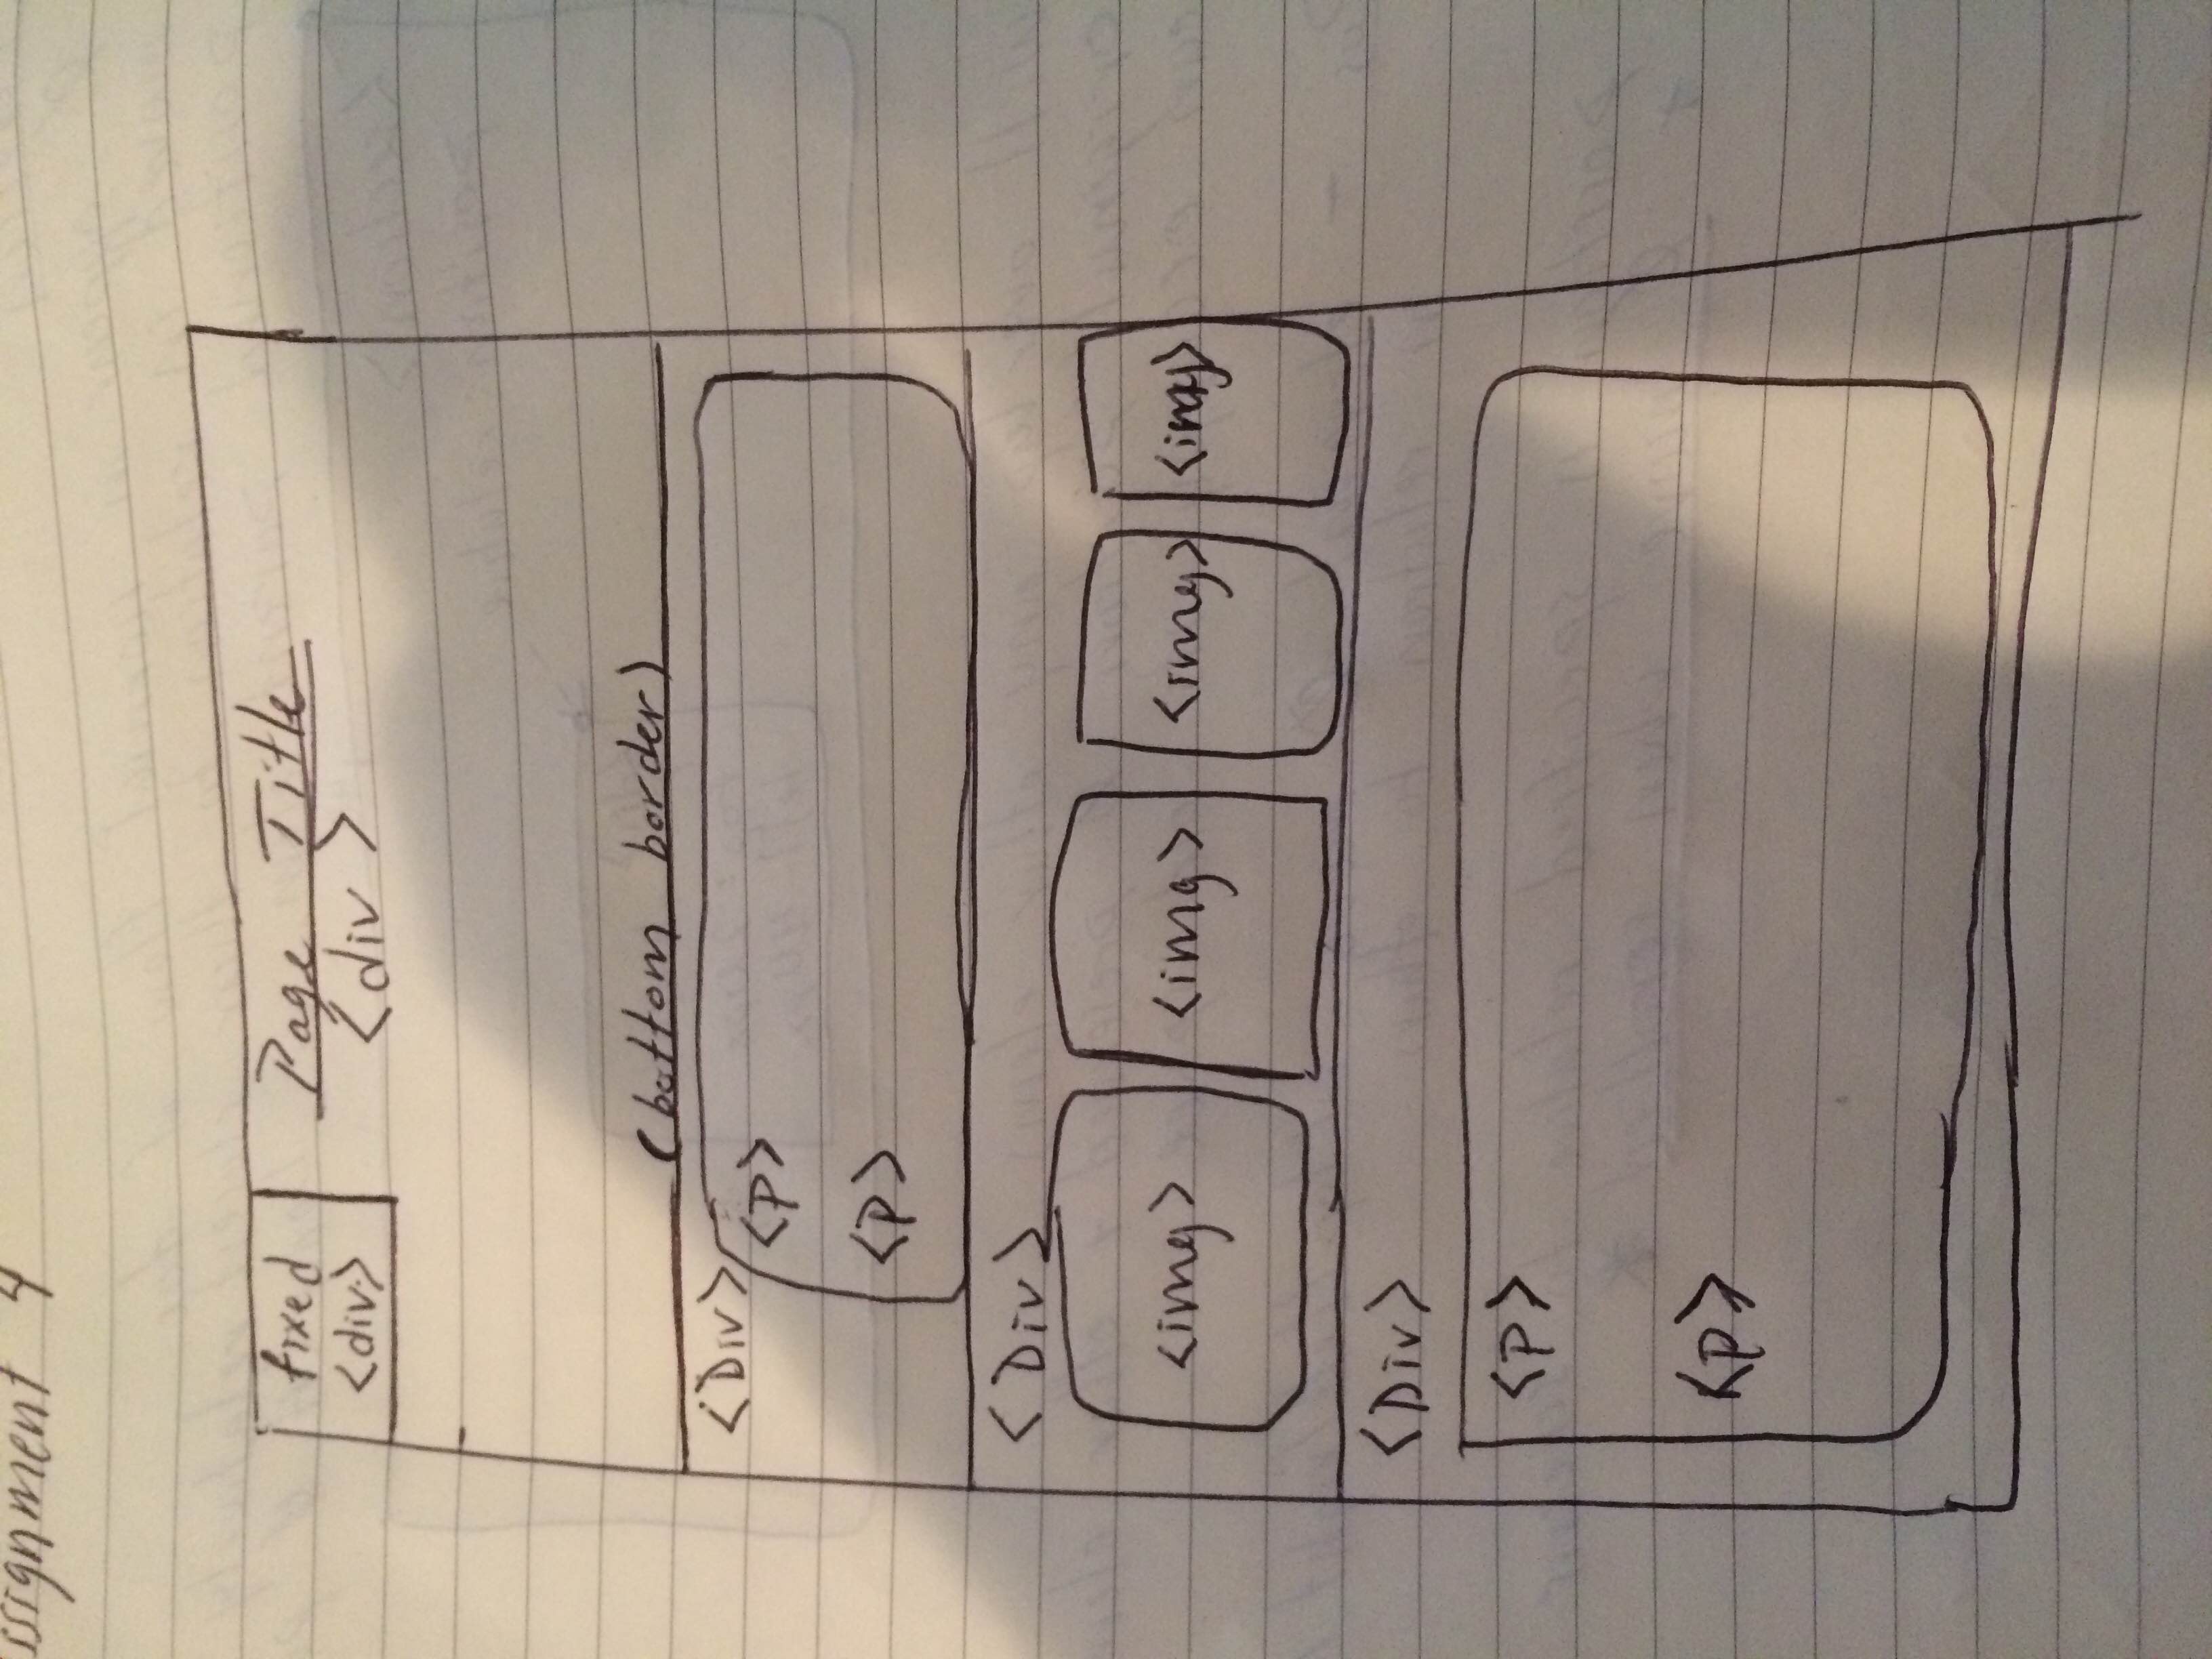 ssignment 4
fixed Page Title
<div> <div>
(bottom border)
<Div>
<p>
<p>
<Div>
<img> <img> <img> <img>
<Div>
<p>
<p>